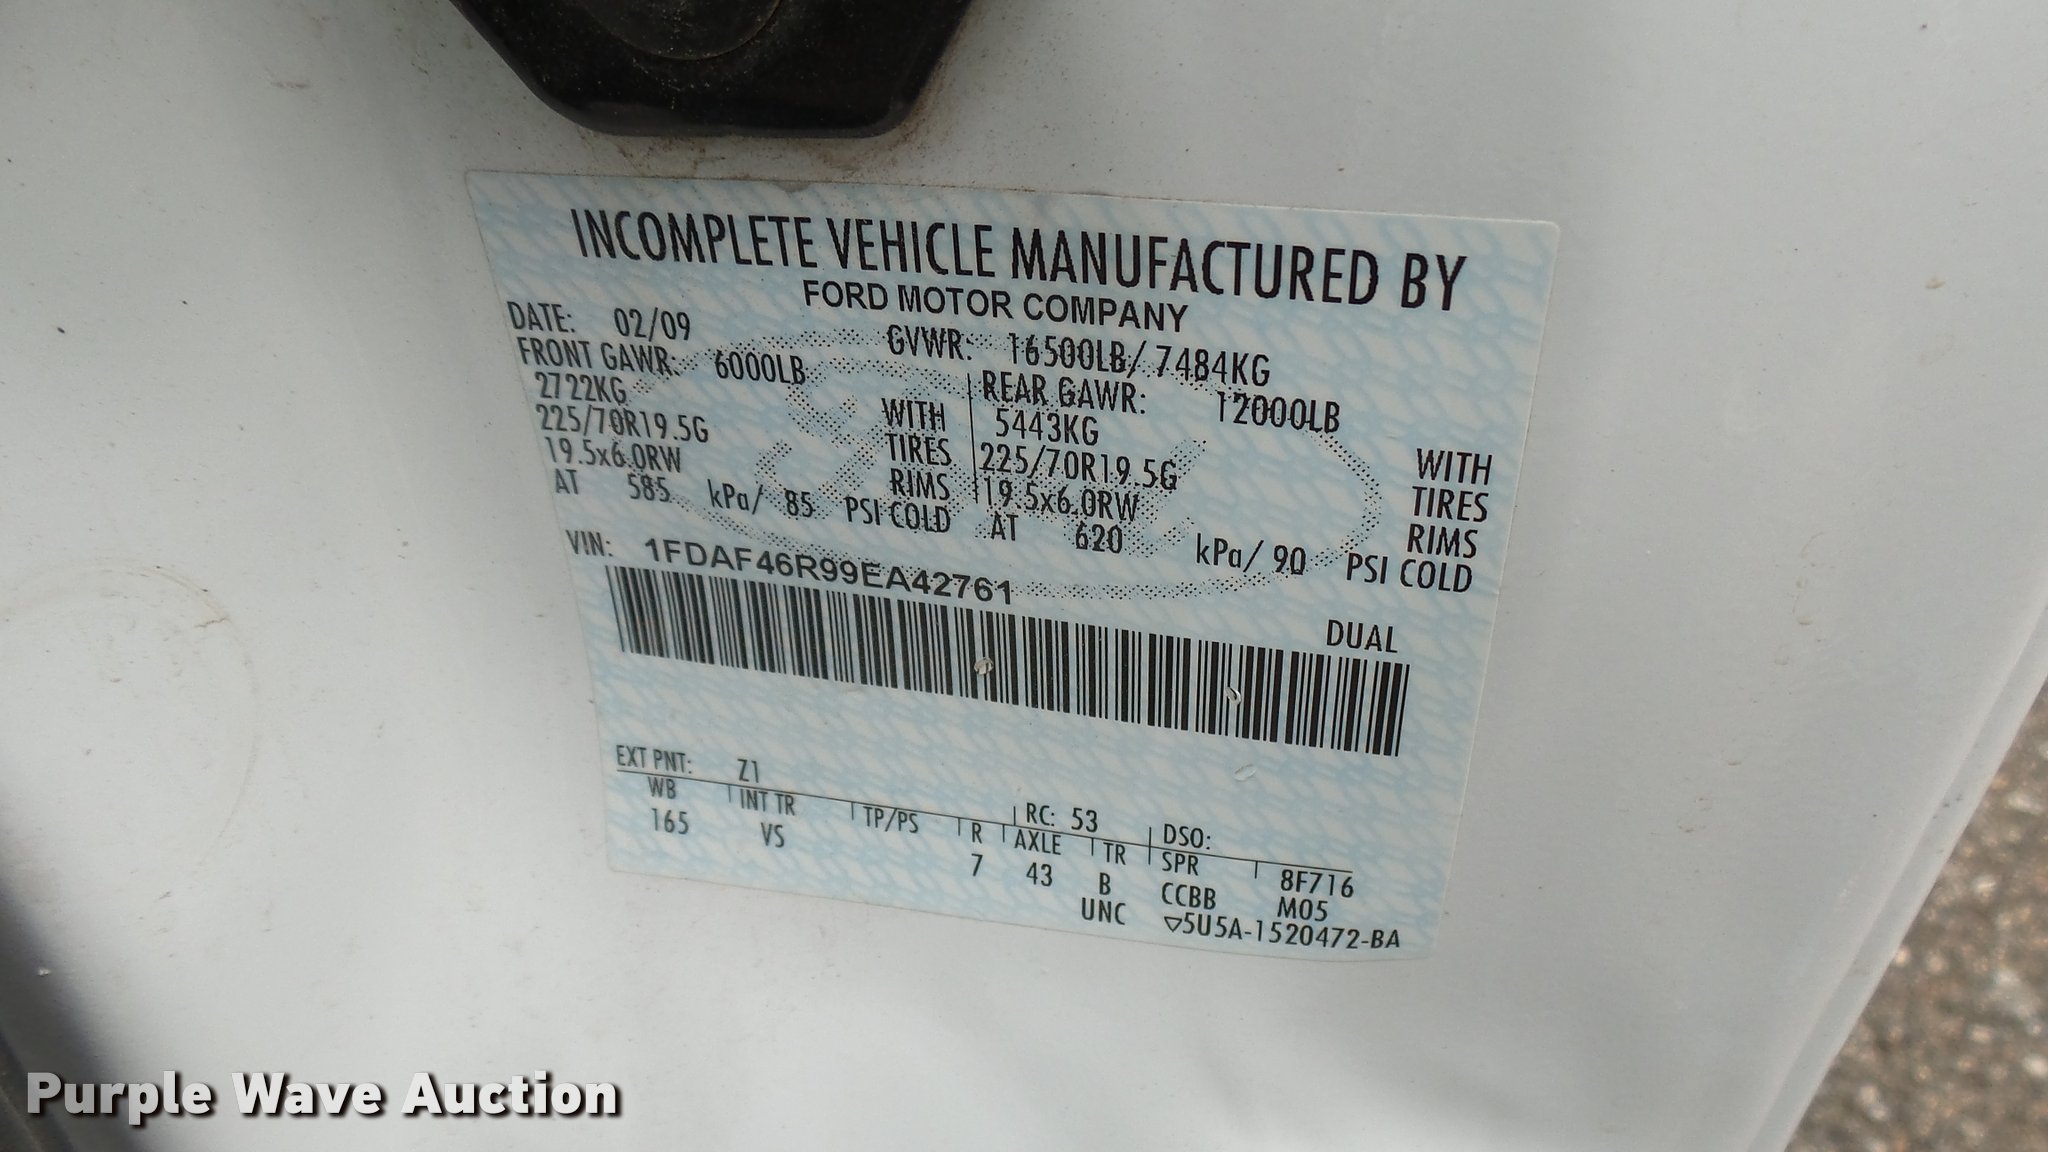 INCOMPLETE VEHICLE MANUFACTURED BY
FORD MOTOR COMPANY
DATE: 02/09 GVWR: 16500LB/ 7484KG
FRONT GAWR: 6000LB REAR GAWR: 12000LB
2722KG WITH 5443KG WITH
225/70R19.5G TIRES 225/70R19.5G TIRES
19.5x6.0RW RIMS 19.5x6.0RW RIMS
AT 585 kPa/ 85 PSI COLD AT 620 kPa/ 90 PSI COLD
VIN: 1FDAF46R99EA42761
DUAL
EXT PNT: Z1 RC: 53 DSO:
WB INT TR TP/PS R AXLE TR SPR 8F716
165 VS 7 43 B CCBB M05
UNC ▽5U5A-1520472-BA
Purple Wave Auction